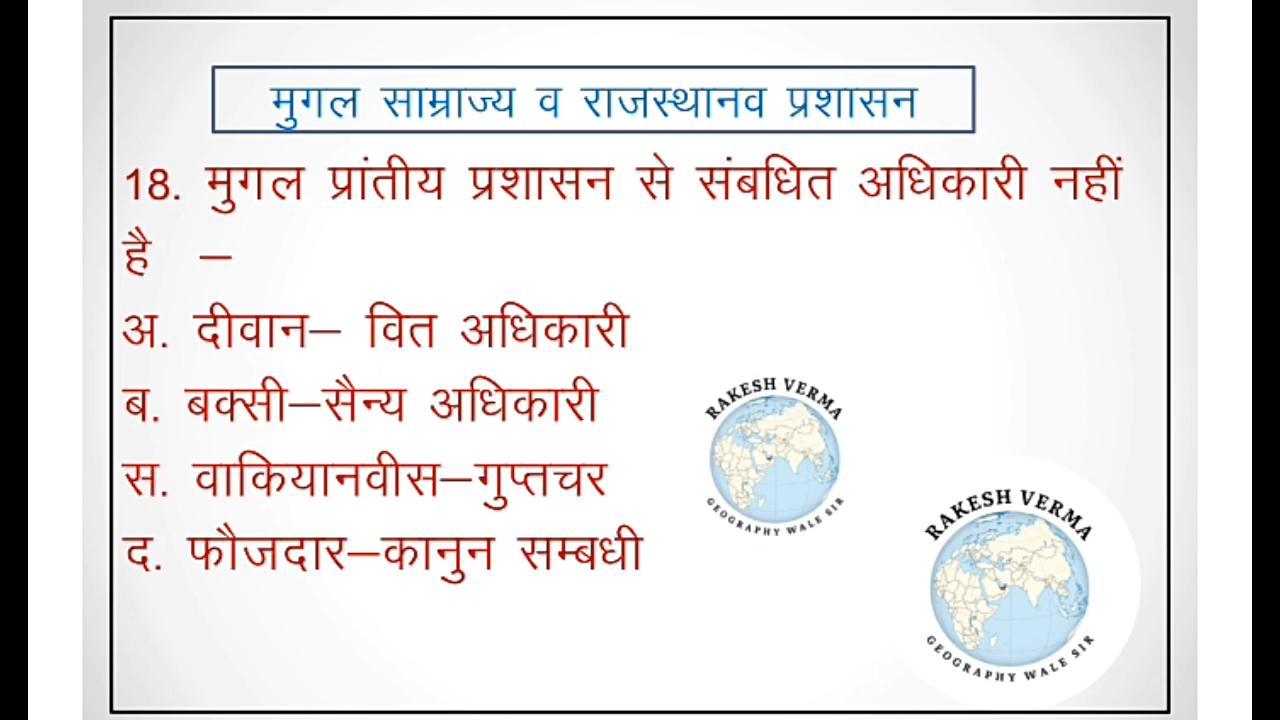 मुगल साम्राज्य व राजस्थानव प्रशासन
18. मुगल प्रांतीय प्रशासन से संबधित अधिकारी नहीं
है –
अ. दीवान– वित अधिकारी
ब. बक्सी–सैन्य अधिकारी
स. वाकियानवीस–गुप्तचर
द. फौजदार–कानुन सम्बधी
RAKESH VERMA
GEOGRAPHY WALE SIR
RAKESH VERMA
GEOGRAPHY WALE SIR